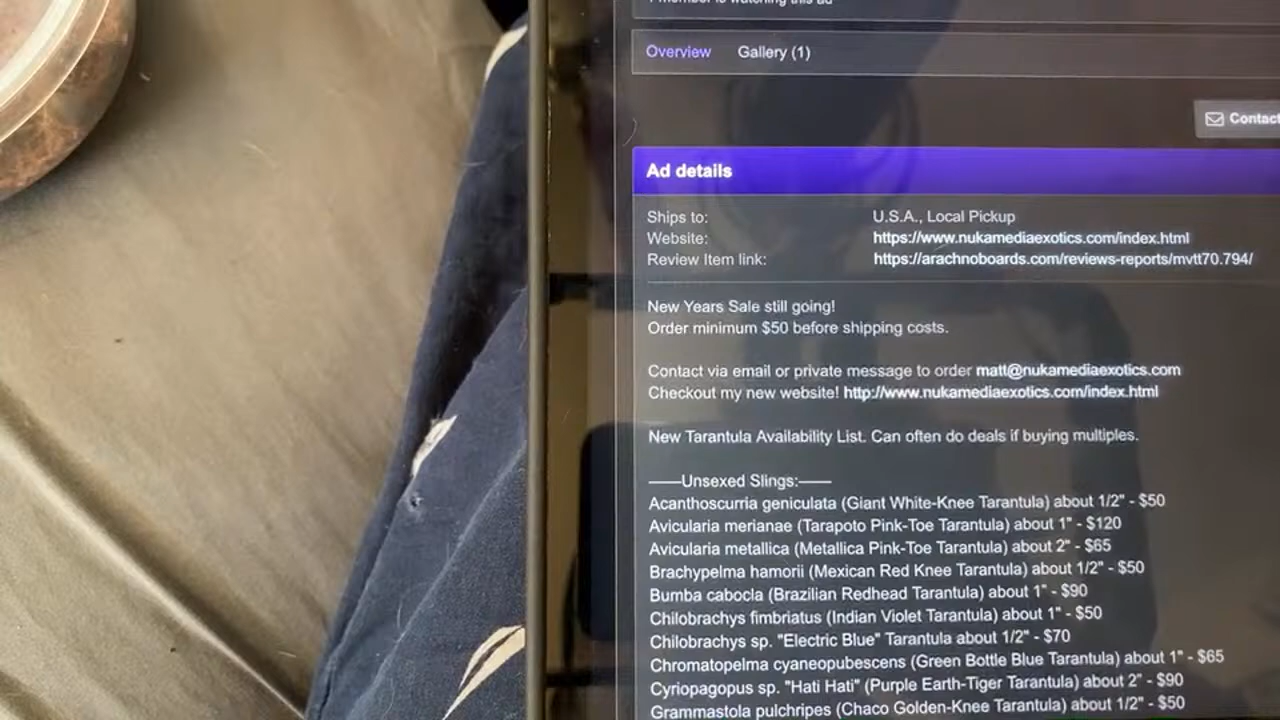 1 member is watching this ad
Overview Gallery (1)
Contact
Ad details
Ships to: U.S.A., Local Pickup
Website: https://www.nukamediaexotics.com/index.html
Review Item link: https://arachnoboards.com/reviews-reports/mvtt70.794/
New Years Sale still going!
Order minimum $50 before shipping costs.
Contact via email or private message to order matt@nukamediaexotics.com
Checkout my new website! http://www.nukamediaexotics.com/index.html
New Tarantula Availability List. Can often do deals if buying multiples.
——Unsexed Slings:——
Acanthoscurria geniculata (Giant White-Knee Tarantula) about 1/2" - $50
Avicularia merianae (Tarapoto Pink-Toe Tarantula) about 1" - $120
Avicularia metallica (Metallica Pink-Toe Tarantula) about 2" - $65
Brachypelma hamorii (Mexican Red Knee Tarantula) about 1/2" - $50
Bumba cabocla (Brazilian Redhead Tarantula) about 1" - $90
Chilobrachys fimbriatus (Indian Violet Tarantula) about 1" - $50
Chilobrachys sp. "Electric Blue" Tarantula about 1/2" - $70
Chromatopelma cyaneopubescens (Green Bottle Blue Tarantula) about 1" - $65
Cyriopagopus sp. "Hati Hati" (Purple Earth-Tiger Tarantula) about 2" - $90
Grammastola pulchripes (Chaco Golden-Knee Tarantula) about 1/2" - $50